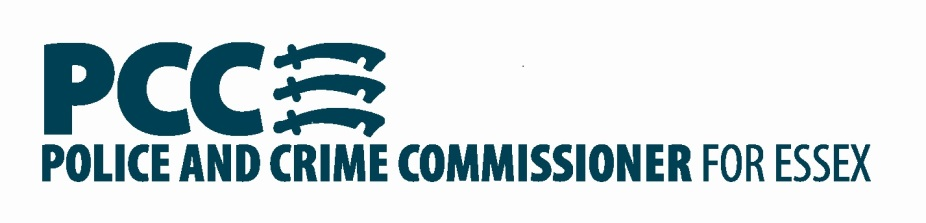 PCC
POLICE AND CRIME COMMISSIONER FOR ESSEX